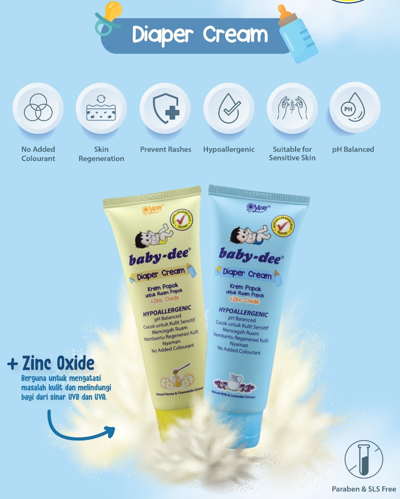 Diaper Cream
No Added
Colourant
Skin
Regeneration
Prevent Rashes
Hypoallergenic
Suitable for
Sensitive Skin
PH
pH Balanced
baby-dee
Diaper Cream
Krim Popok
untuk Ruam Popok
+Zinc Oxide
HYPOALLERGENIC
pH Balanced
Cocok untuk Kulit Sensitif
Mencegah Ruam
Membantu Regenerasi Kulit
Nyaman
No Added Colourant
baby-dee
Diaper Cream
Krim Popok
untuk Ruam Popok
+Zinc Oxide
HYPOALLERGENIC
pH Balanced
Cocok untuk Kulit Sensitif
Mencegah Ruam
Membantu Regenerasi Kulit
Nyaman
No Added Colourant
+ Zinc Oxide
Berguna untuk mengatasi
masalah kulit dan melindungi
bayi dari sinar UVB dan UVA.
Paraben & SLS Free